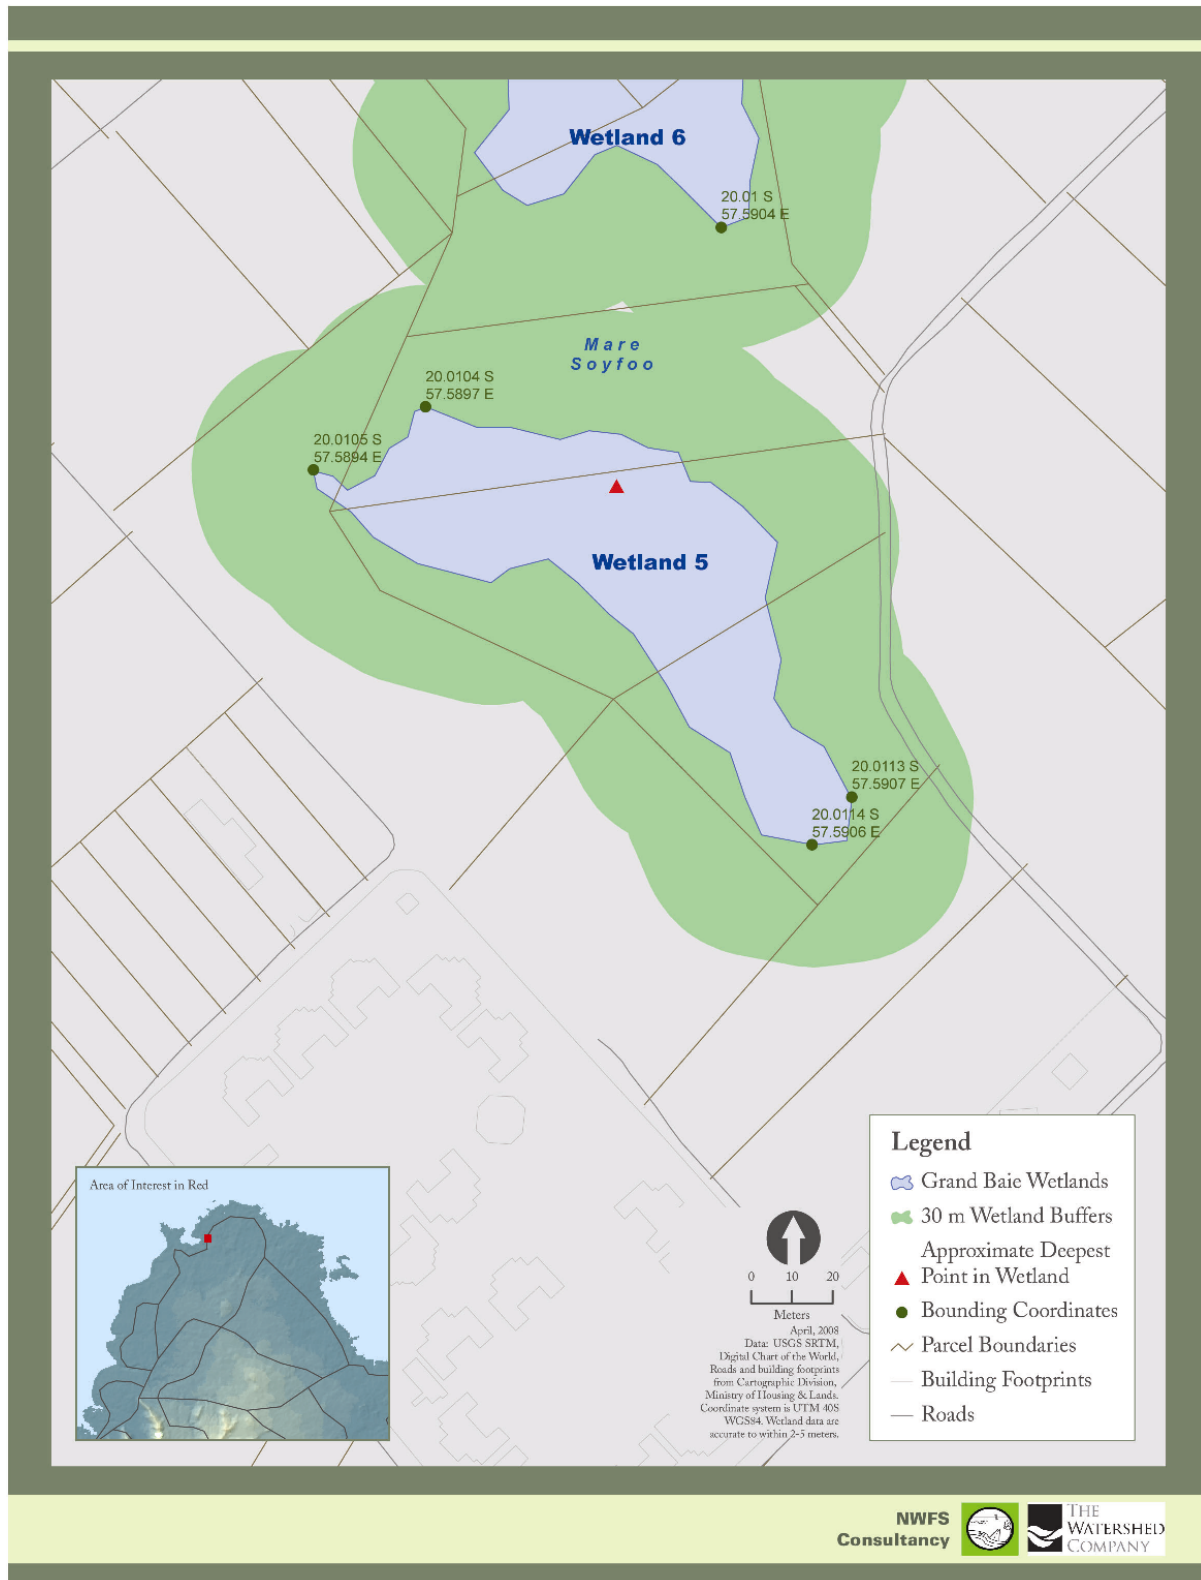 Wetland 6
20.01 S
57.5904 E
Mare
Soyfoo
20.0104 S
57.5897 E
20.0105 S
57.5894 E
Wetland 5
20.0113 S
57.5907 E
20.0114 S
57.5906 E
Area of Interest in Red
0 10 20
Meters
April, 2008
Data: USGS SRTM,
Digital Chart of the World,
Roads and building footprints
from Cartographic Division,
Ministry of Housing & Lands.
Coordinate system is UTM 40S
WGS84. Wetland data are
accurate to within 2-5 meters.
Legend
Grand Baie Wetlands
30 m Wetland Buffers
Approximate Deepest
Point in Wetland
Bounding Coordinates
Parcel Boundaries
Building Footprints
Roads
NWFS
Consultancy
THE
WATERSHED
COMPANY